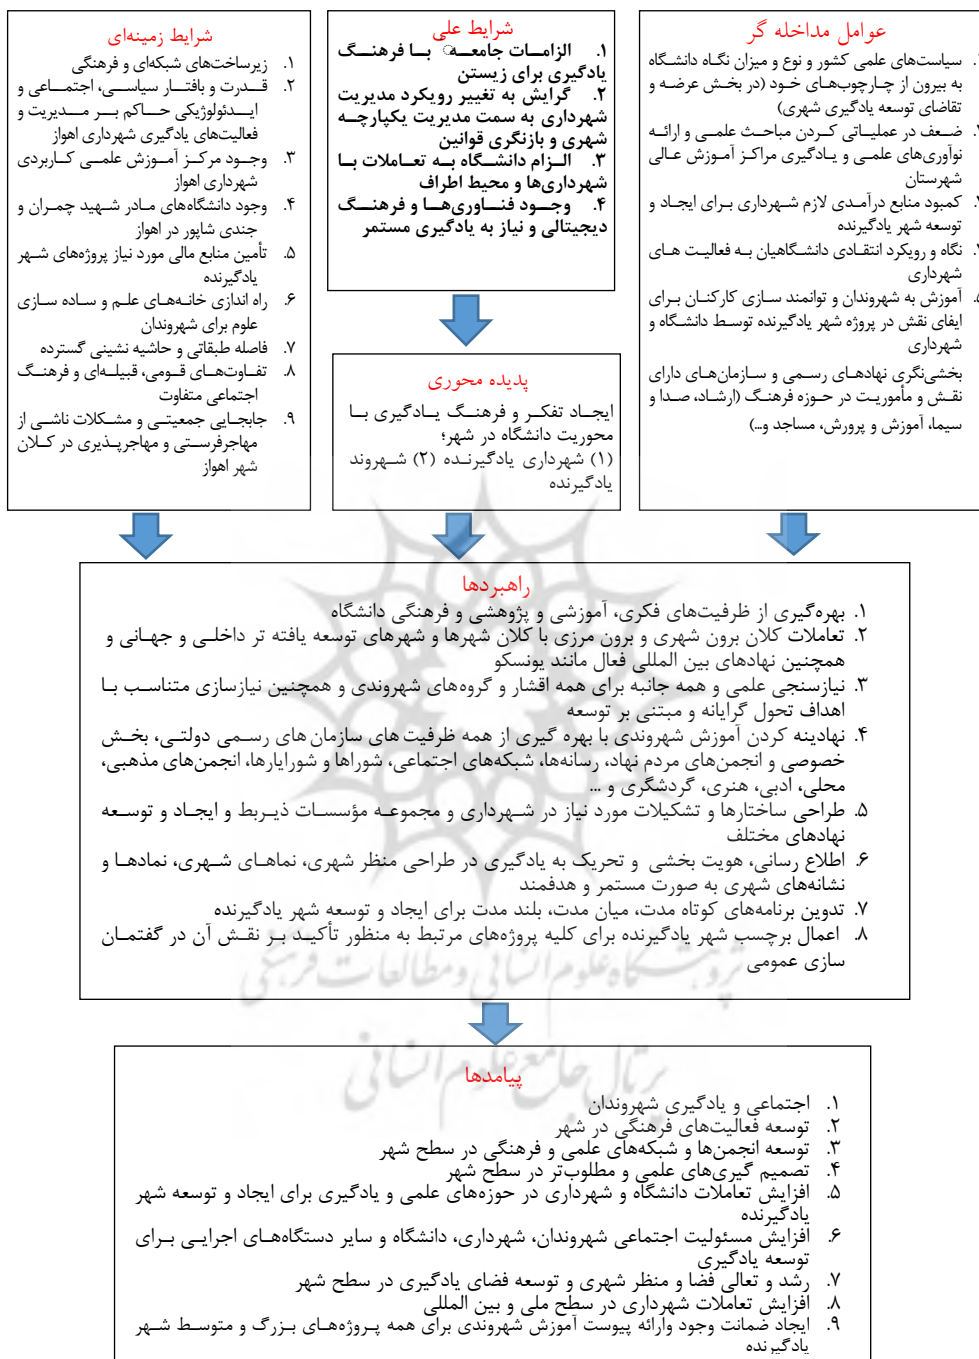 عوامل مداخله گر
سیاست‌های علمی کشور و نوع و میزان نگاه دانشگاه
به بیرون از چارچوب‌های خود (در بخش عرضه و
تقاضای توسعه یادگیری شهری)
ضعف در عملیاتی کردن مباحث علمی و ارائه
نوآوری‌های علمی و یادگیری مراکز آموزش عالی
شهرستان
کمبود منابع درآمدی لازم شهرداری برای ایجاد و
توسعه شهر یادگیرنده
نگاه و رویکرد انتقادی دانشگاهیان به فعالیت های
شهرداری
آموزش به شهروندان و توانمند سازی کارکنان برای
ایفای نقش در پروژه شهر یادگیرنده توسط دانشگاه و
شهرداری
بخشی‌نگری نهادهای رسمی و سازمان‌های دارای
نقش و مأموریت در حوزه فرهنگ (ارشاد، صدا و
سیما، آموزش و پرورش، مساجد و...)
شرایط علی
۱. الزامات جامعه بـا فرهنگ
یادگیری برای زیستن
۲. گرایش به تغییر رویکرد مدیریت
شهرداری به سمت مدیریت یکپارچه
شهری و بازنگری قوانین
۳. الزام دانشگاه به تعاملات با
شهرداری‌ها و محیط اطراف
۴. وجود فناوری‌ها و فرهنگ
دیجیتالی و نیاز به یادگیری مستمر
پدیده محوری
ایجاد تفکر و فرهنگ یادگیری با
محوریت دانشگاه در شهر؛
(۱) شهرداری یادگیرنده (۲) شهروند
یادگیرنده
شرایط زمینه‌ای
۱. زیرساخت‌های شبکه‌ای و فرهنگی
۲. قدرت و بافتار سیاسی، اجتماعی و
ایدئولوژیکی حاکم بر مدیریت و
فعالیت‌های یادگیری شهرداری اهواز
۳. وجود مرکز آموزش علمی کاربردی
شهرداری اهواز
۴. وجود دانشگاه‌های مادر شهید چمران و
جندی شاپور در اهواز
۵. تأمین منابع مالی مورد نیاز پروژه‌های شهر
یادگیرنده
۶. راه اندازی خانه‌های علم و ساده سازی
علوم برای شهروندان
۷. فاصله طبقاتی و حاشیه نشینی گسترده
۸. تفاوت‌های قومی، قبیله‌ای و فرهنگ
اجتماعی متفاوت
۹. جابجایی جمعیتی و مشکلات ناشی از
مهاجرفرستی و مهاجرپذیری در کلان
شهر اهواز
راهبردها
۱. بهره‌گیری از ظرفیت‌های فکری، آموزشی و پژوهشی و فرهنگی دانشگاه
۲. تعاملات کلان برون شهری و برون مرزی با کلان شهرها و شهرهای توسعه یافته تر داخلی و جهانی و
همچنین نهادهای بین المللی فعال مانند یونسکو
۳. نیازسنجی علمی و همه جانبه برای همه اقشار و گروه‌های شهروندی و همچنین نیازسازی متناسب با
اهداف تحول گرایانه و مبتنی بر توسعه
۴. نهادینه کردن آموزش شهروندی با بهره گیری از همه ظرفیت های سازمان های رسمی دولتی، بخش
خصوصی و انجمن‌های مردم نهاد، رسانه‌ها، شبکه‌های اجتماعی، شوراها و شورایارها، انجمن‌های مذهبی،
محلی، ادبی، هنری، گردشگری و ...
۵. طراحی ساختارها و تشکیلات مورد نیاز در شهرداری و مجموعه مؤسسات ذیربط و ایجاد و توسعه
نهادهای مختلف
۶. اطلاع رسانی، هویت بخشی و تحریک به یادگیری در طراحی منظر شهری، نماهای شهری، نمادها و
نشانه‌های شهری به صورت مستمر و هدفمند
۷. تدوین برنامه‌های کوتاه مدت، میان مدت، بلند مدت برای ایجاد و توسعه شهر یادگیرنده
۸. اعمال برچسب شهر یادگیرنده برای کلیه پروژه‌های مرتبط به منظور تأکید بر نقش آن در گفتمان
سازی عمومی
پژوهشگاه علوم انسانی و مطالعات فرهنگی
پرتال جامع علوم انسانی
پیامدها
۱. اجتماعی و یادگیری شهروندان
۲. توسعه فعالیت‌های فرهنگی در شهر
۳. توسعه انجمن‌ها و شبکه‌های علمی و فرهنگی در سطح شهر
۴. تصمیم گیری‌های علمی و مطلوب‌تر در سطح شهر
۵. افزایش تعاملات دانشگاه و شهرداری در حوزه‌های علمی و یادگیری برای ایجاد و توسعه شهر
یادگیرنده
۶. افزایش مسئولیت اجتماعی شهروندان، شهرداری، دانشگاه و سایر دستگاه‌های اجرایی برای
توسعه یادگیری
۷. رشد و تعالی فضا و منظر شهری و توسعه فضای یادگیری در سطح شهر
۸. افزایش تعاملات شهرداری در سطح ملی و بین المللی
۹. ایجاد ضمانت وجود وارائه پیوست آموزش شهروندی برای همه پروژه‌های بزرگ و متوسط شهر
یادگیرنده